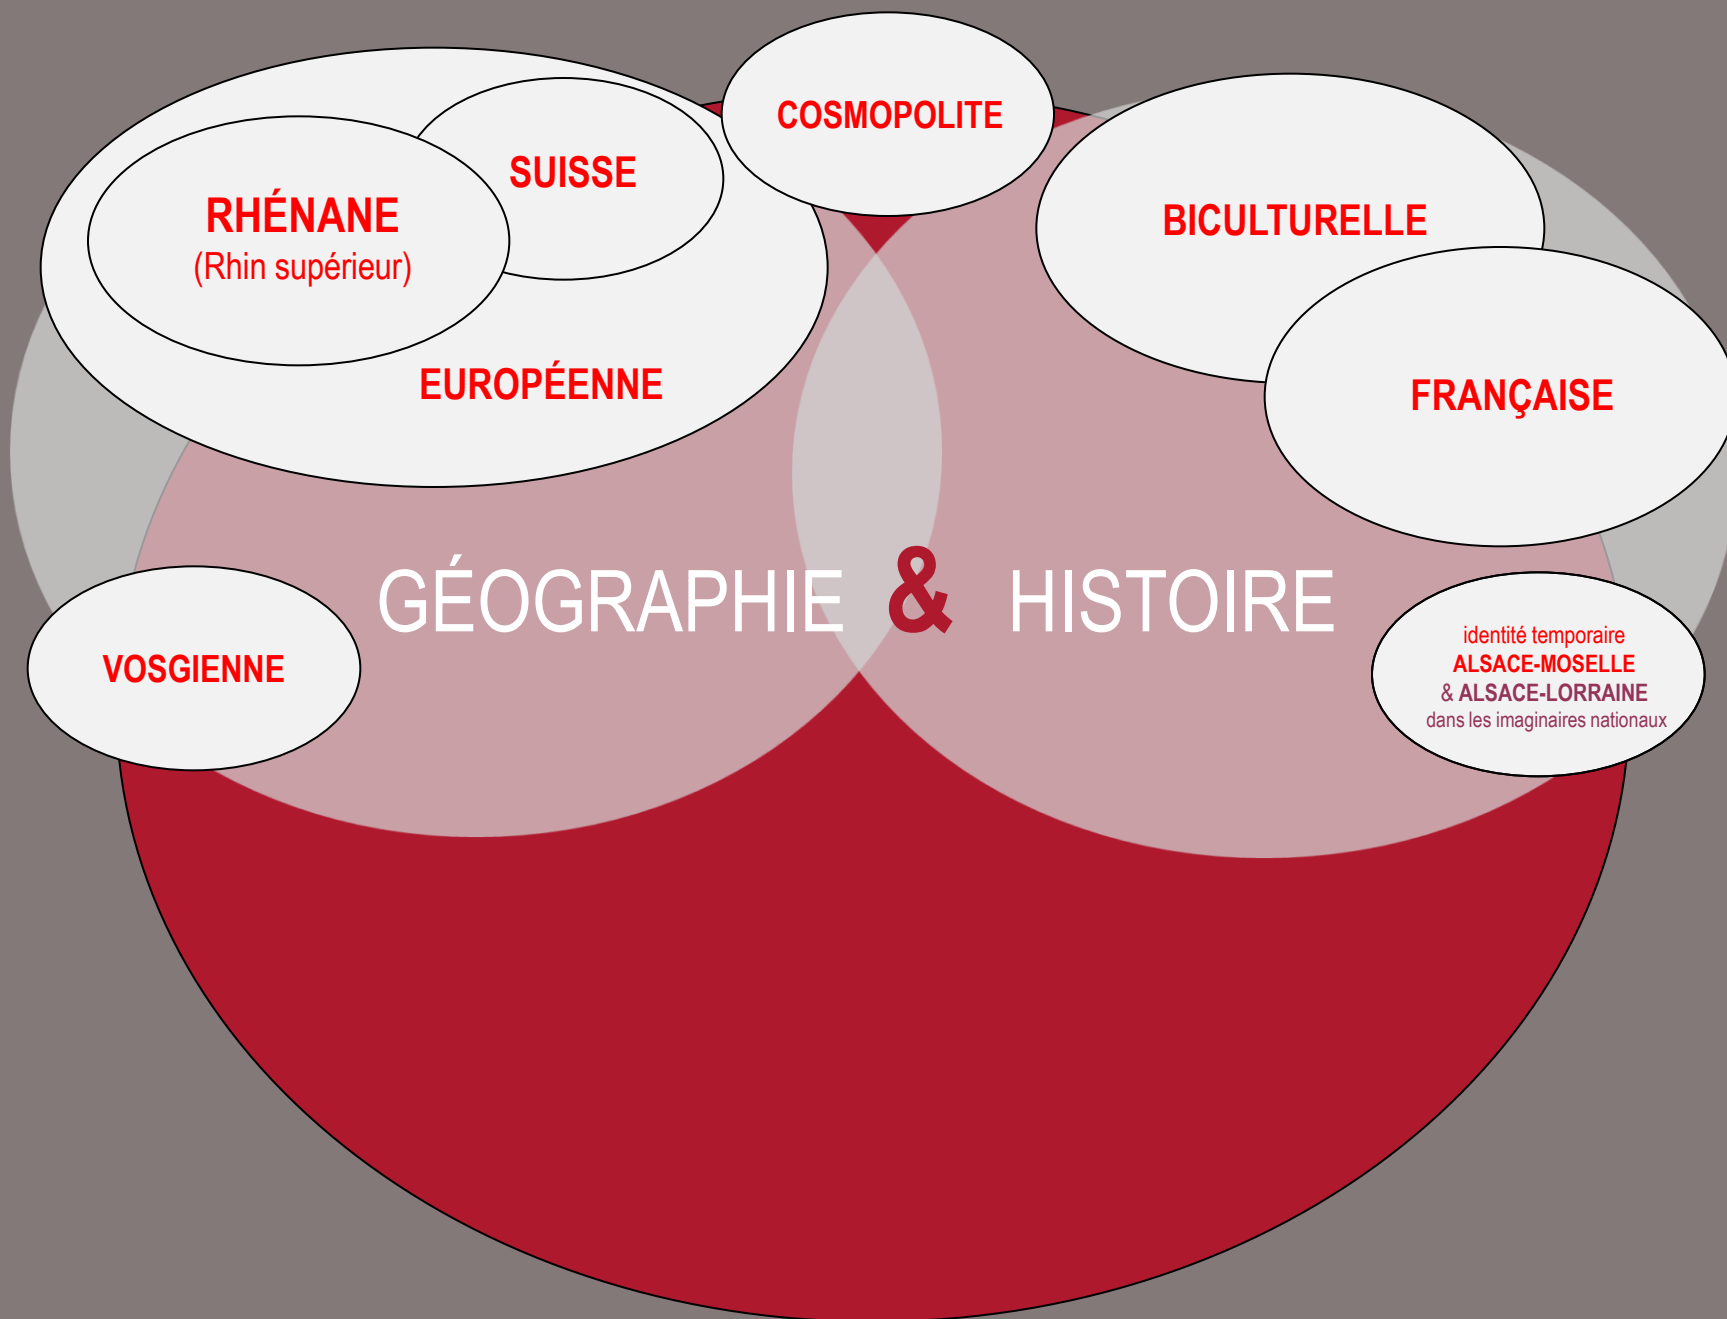 COSMOPOLITE
SUISSE
RHÉNANE
(Rhin supérieur)
EUROPÉENNE
BICULTURELLE
FRANÇAISE
GÉOGRAPHIE & HISTOIRE
VOSGIENNE
identité temporaire
ALSACE-MOSELLE
& ALSACE-LORRAINE
dans les imaginaires nationaux